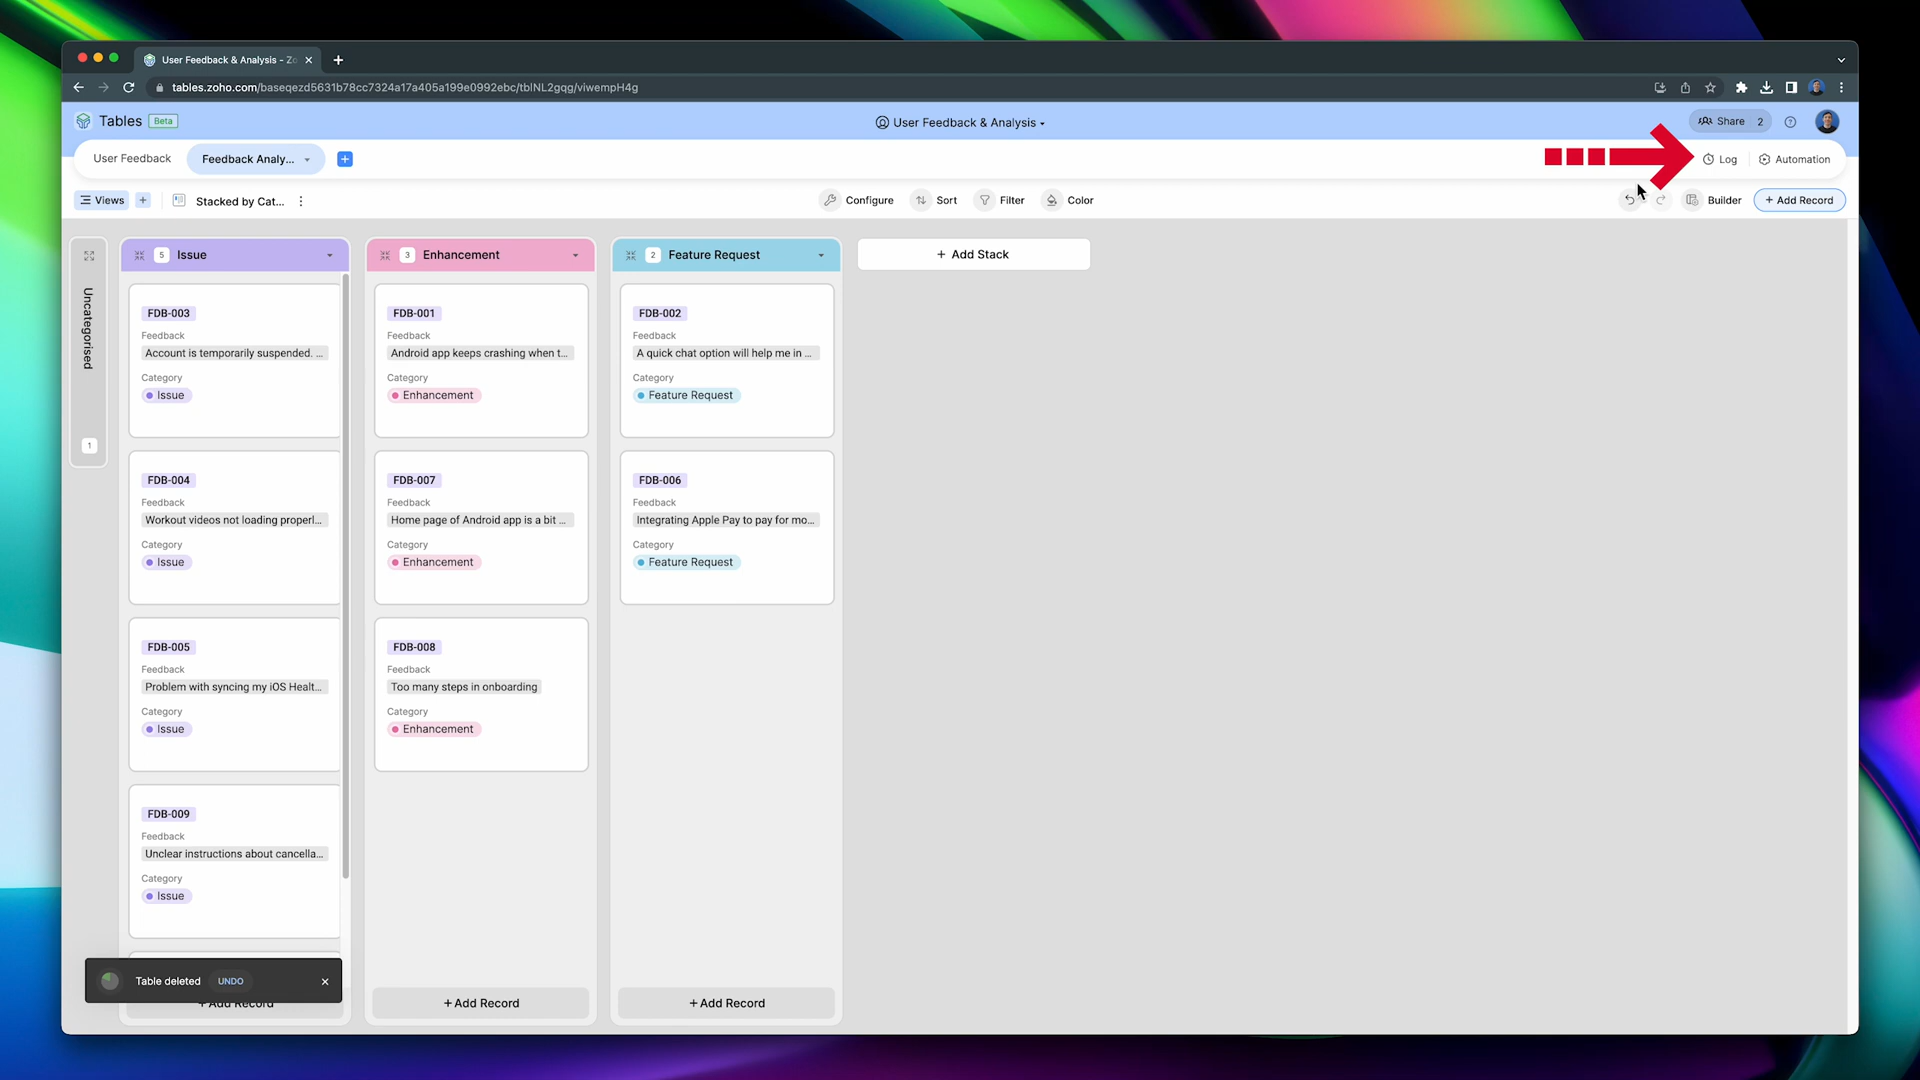 User Feedback & Analysis - Zo
tables.zoho.com/baseqezd5631b78cc7324a17a405a199e0992ebc/tblNL2gqg/viwempH4g
Tables Beta
User Feedback & Analysis
Share 2
User Feedback
Feedback Analy...
Log
Automation
Views
Stacked by Cat...
Configure
Sort
Filter
Color
Builder
+ Add Record
Uncategorised
1
5 Issue
FDB-003
Feedback
Account is temporarily suspended. ...
Category
Issue
FDB-004
Feedback
Workout videos not loading properl...
Category
Issue
FDB-005
Feedback
Problem with syncing my iOS Healt...
Category
Issue
FDB-009
Feedback
Unclear instructions about cancella...
Category
Issue
+ Add Record
3 Enhancement
FDB-001
Feedback
Android app keeps crashing when t...
Category
Enhancement
FDB-007
Feedback
Home page of Android app is a bit ...
Category
Enhancement
FDB-008
Feedback
Too many steps in onboarding
Category
Enhancement
+ Add Record
2 Feature Request
FDB-002
Feedback
A quick chat option will help me in ...
Category
Feature Request
FDB-006
Feedback
Integrating Apple Pay to pay for mo...
Category
Feature Request
+ Add Record
+ Add Stack
Table deleted UNDO